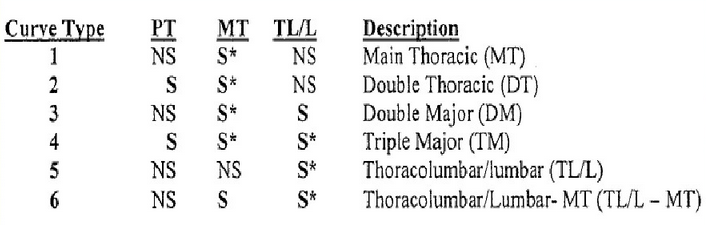 Curve Type PT MT TL/L Description
1 NS S* NS Main Thoracic (MT)
2 S S* NS Double Thoracic (DT)
3 NS S* S Double Major (DM)
4 S S* S* Triple Major (TM)
5 NS NS S* Thoracolumbar/lumbar (TL/L)
6 NS S S* Thoracolumbar/Lumbar- MT (TL/L – MT)